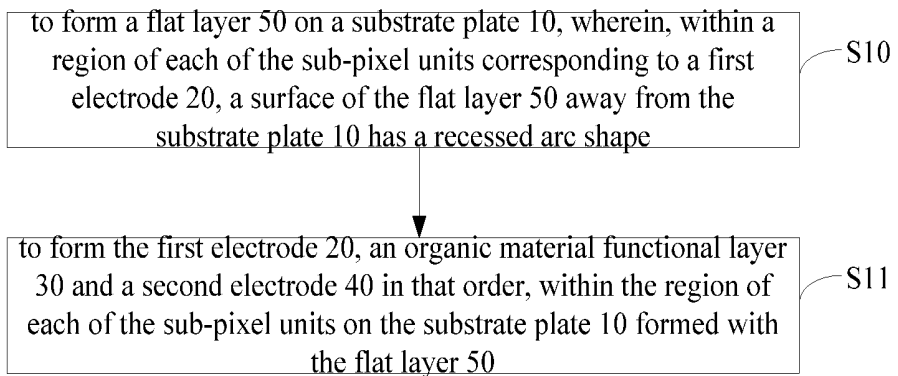 to form a flat layer 50 on a substrate plate 10, wherein, within a
region of each of the sub-pixel units corresponding to a first
electrode 20, a surface of the flat layer 50 away from the
substrate plate 10 has a recessed arc shape
S10
to form the first electrode 20, an organic material functional layer
30 and a second electrode 40 in that order, within the region of
each of the sub-pixel units on the substrate plate 10 formed with
the flat layer 50
S11